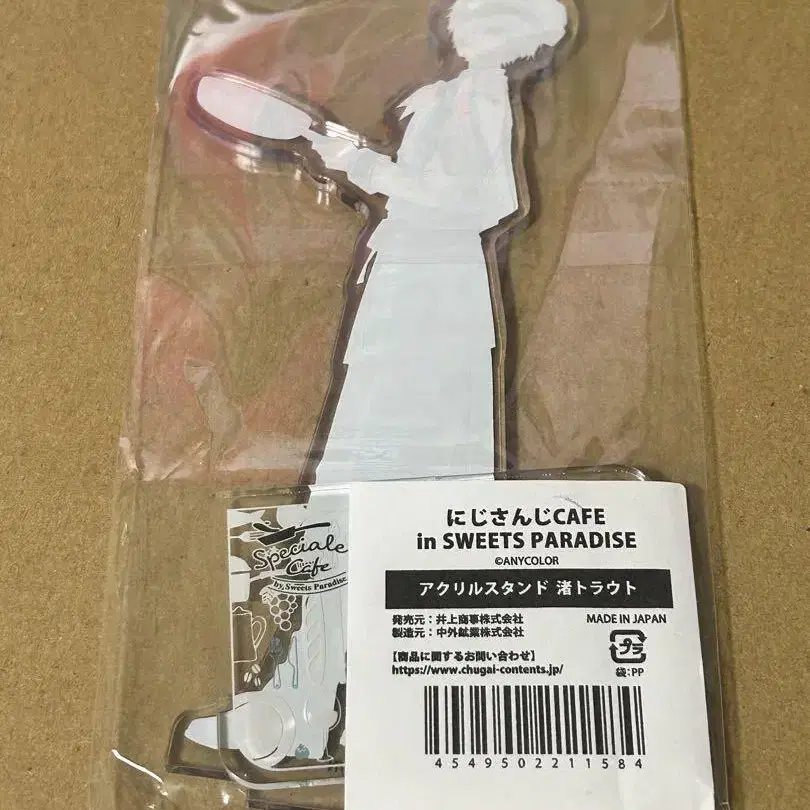 Speciale
Cafe
by Sweets Paradise
にじさんじCAFE
in SWEETS PARADISE
©ANYCOLOR
アクリルスタンド 渚トラウト
発売元：井上商事株式会社
製造元：中外鉱業株式会社
MADE IN JAPAN
【商品に関するお問い合わせ】
https://www.chugai-contents.jp/
プラ
袋:PP
4549502211584